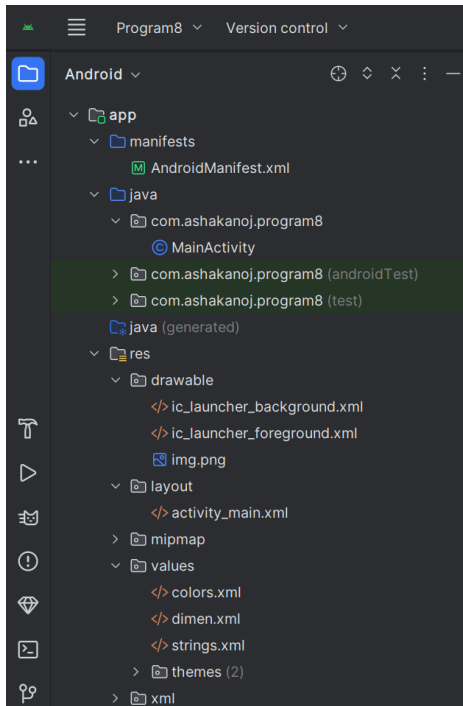 Program8 Version control
Android
app
manifests
M AndroidManifest.xml
java
com.ashakanoj.program8
C MainActivity
com.ashakanoj.program8 (androidTest)
com.ashakanoj.program8 (test)
java (generated)
res
drawable
</> ic_launcher_background.xml
</> ic_launcher_foreground.xml
img.png
layout
</> activity_main.xml
mipmap
values
</> colors.xml
</> dimen.xml
</> strings.xml
themes (2)
xml